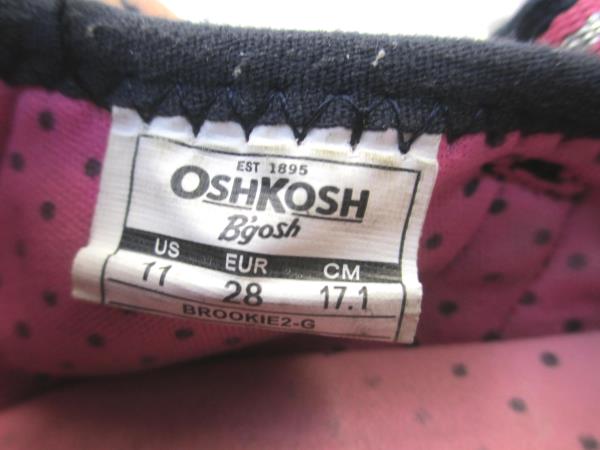 EST 1895
OSHKOSH
B'gosh
US EUR CM
11 28 17.1
BROOKIE2-G